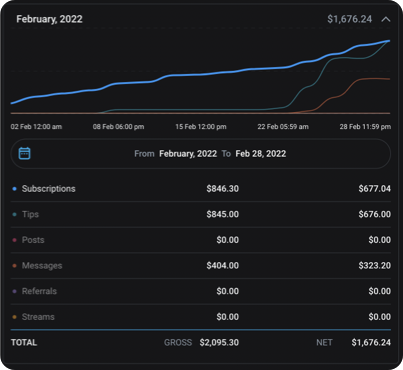 February, 2022 $1,676.24
02 Feb 12:00 am 08 Feb 06:00 pm 15 Feb 12:00 pm 22 Feb 05:59 am 28 Feb 11:59 pm
From February, 2022 To Feb 28, 2022
Subscriptions $846.30 $677.04
Tips $845.00 $676.00
Posts $0.00 $0.00
Messages $404.00 $323.20
Referrals $0.00 $0.00
Streams $0.00 $0.00
TOTAL GROSS $2,095.30 NET $1,676.24